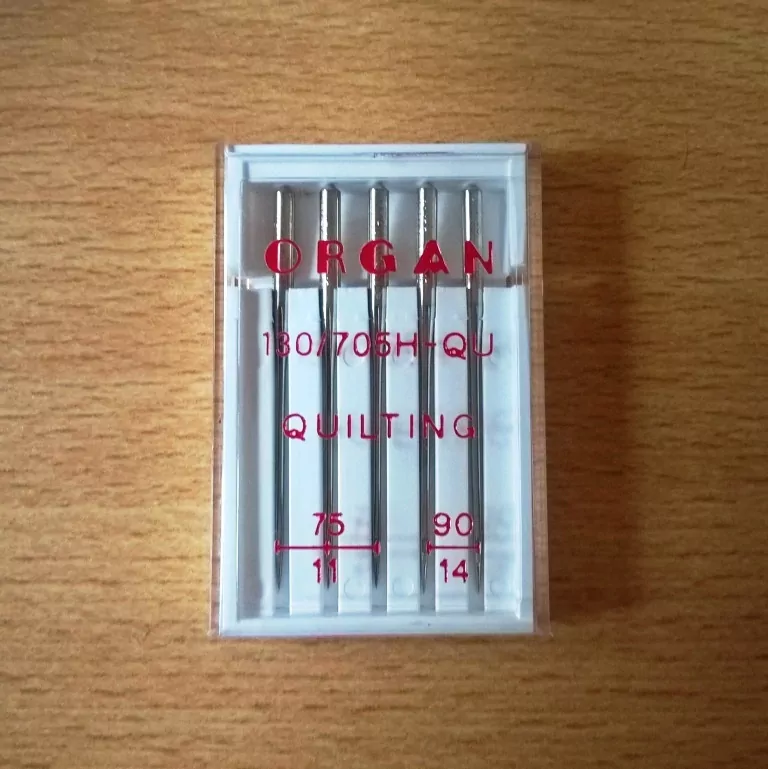 ORGAN
130/705H-QU
QUILTING
75 90
11 14